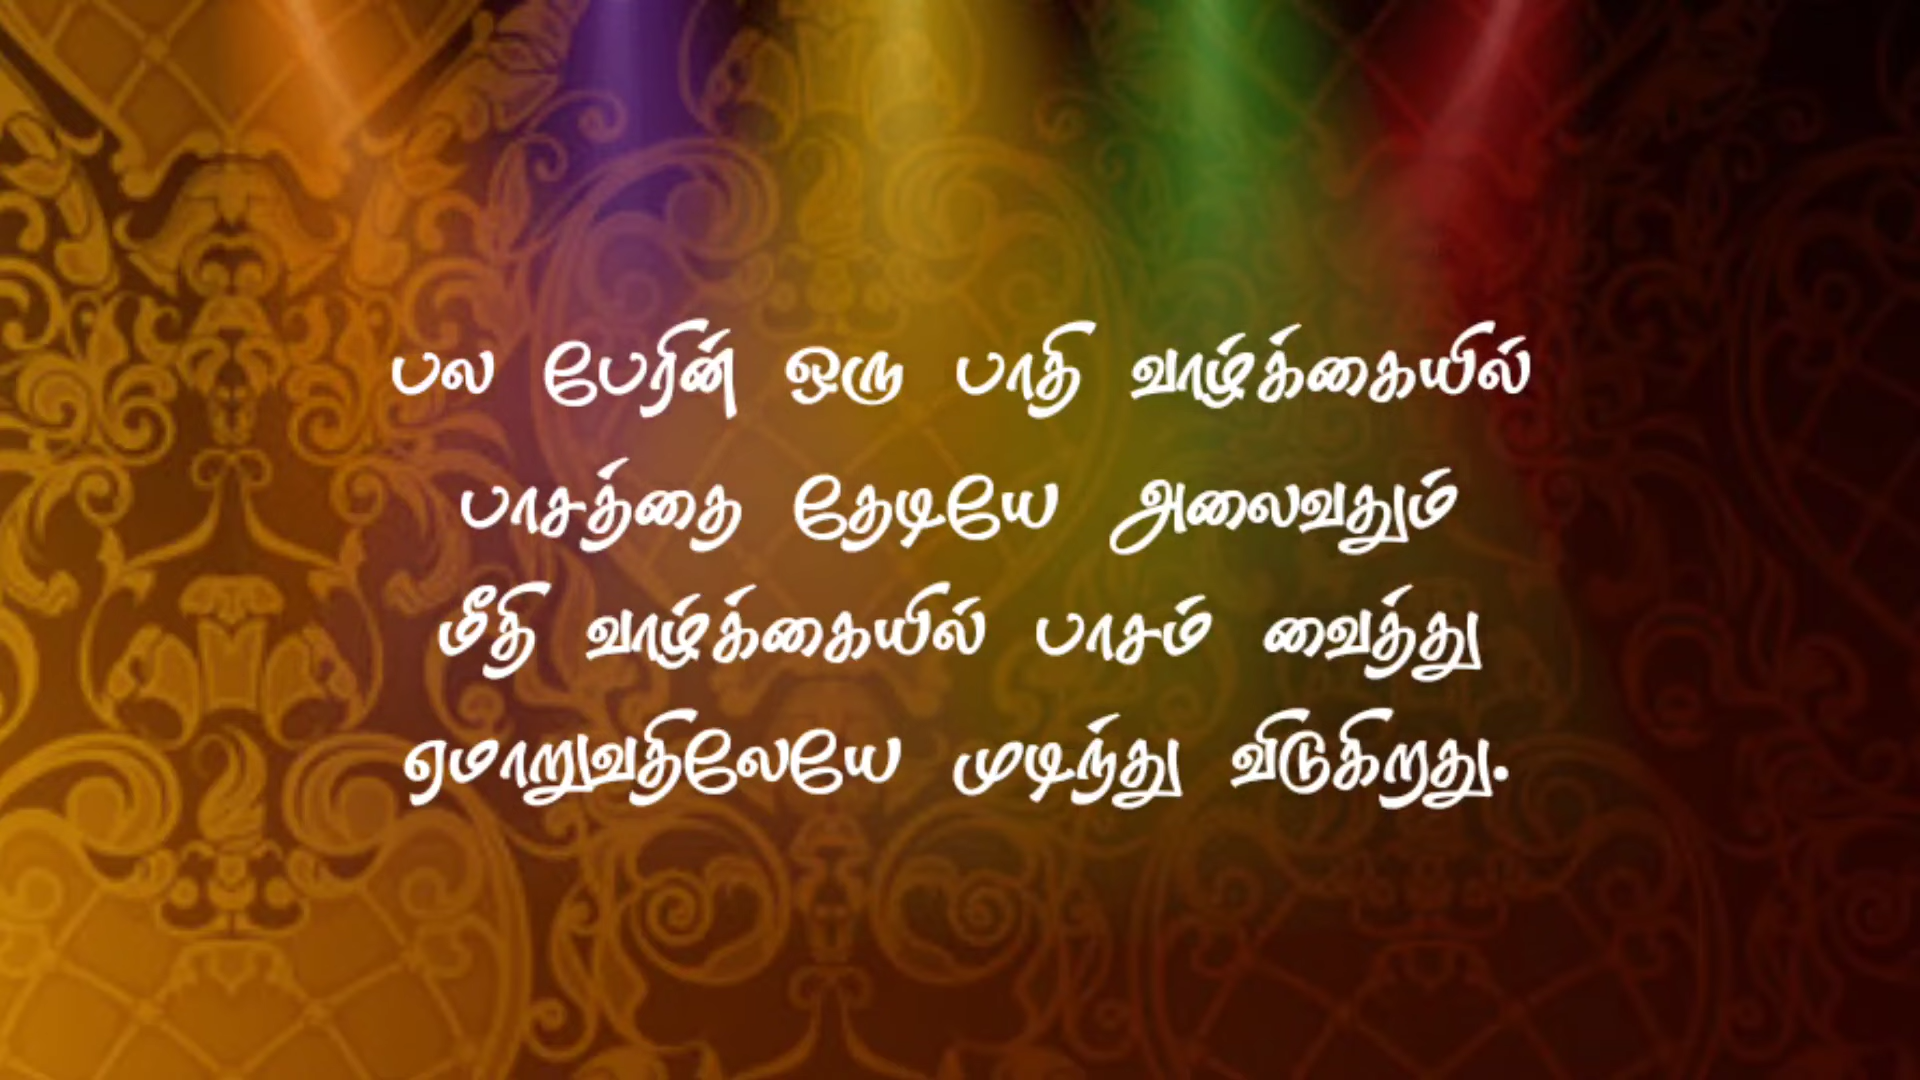 பல பேரின் ஒரு பாதி வாழ்க்கையில்
பாசத்தை தேடியே அலைவதும்
மீதி வாழ்க்கையில் பாசம் வைத்து
ஏமாறுவதிலேயே முடிந்து விடுகிறது.